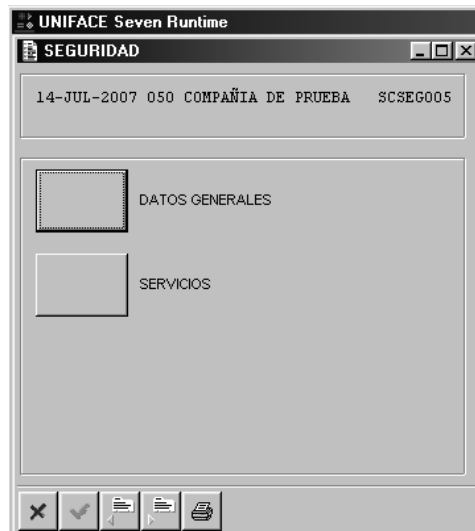 UNIFACE Seven Runtime
SEGURIDAD
14-JUL-2007 050 COMPAÑIA DE PRUEBA SCSEG005
DATOS GENERALES
SERVICIOS